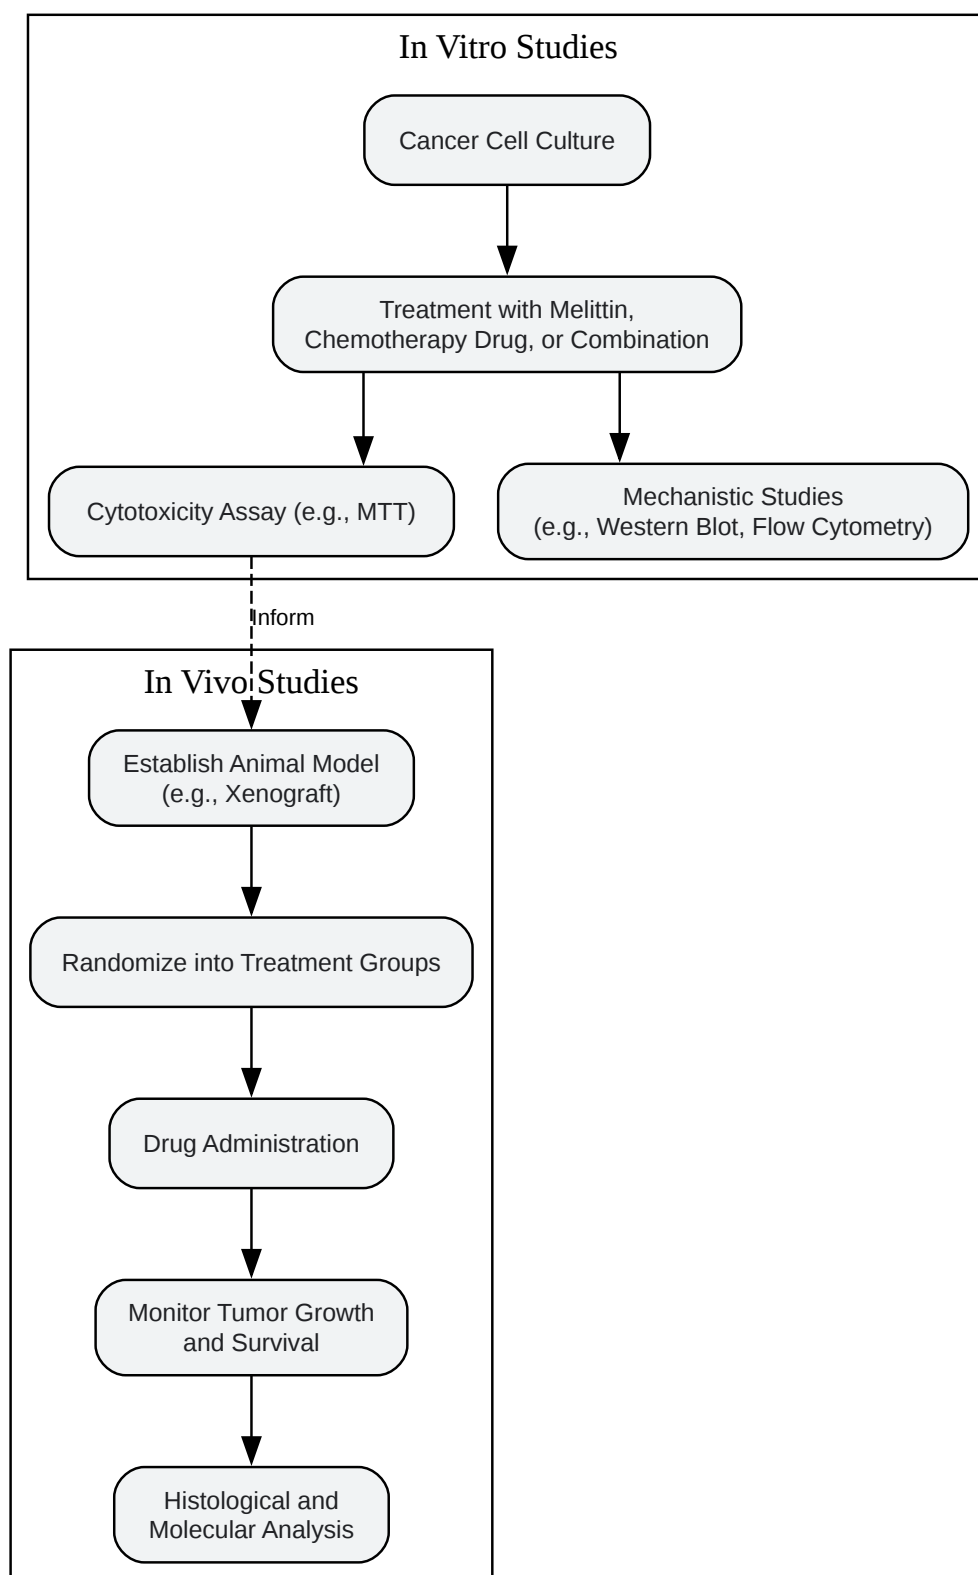 In Vitro Studies
Cancer Cell Culture
Treatment with Melittin,
Chemotherapy Drug, or Combination
Cytotoxicity Assay (e.g., MTT)
Mechanistic Studies
(e.g., Western Blot, Flow Cytometry)
Inform
In Vivo Studies
Establish Animal Model
(e.g., Xenograft)
Randomize into Treatment Groups
Drug Administration
Monitor Tumor Growth
and Survival
Histological and
Molecular Analysis